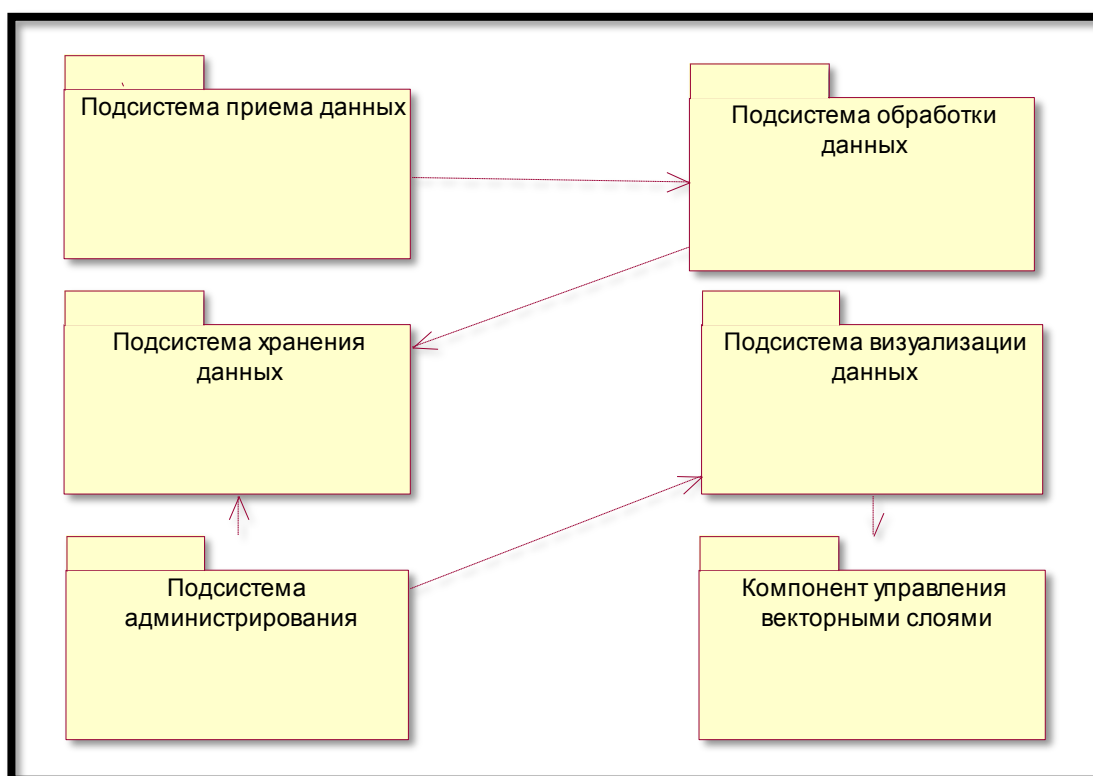 Подсистема приема данных
Подсистема обработки
данных
Подсистема хранения
данных
Подсистема визуализации
данных
Подсистема
администрирования
Компонент управления
векторными слоями